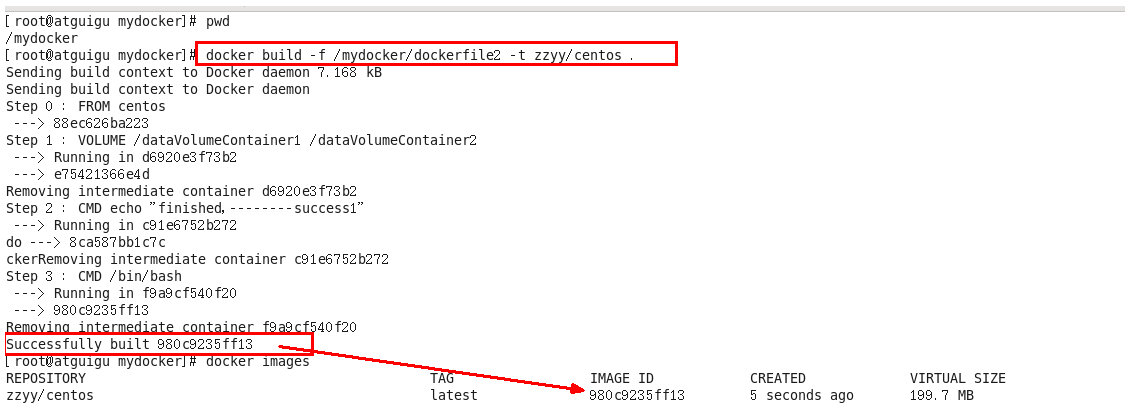 [root@atguigu mydocker]# pwd
/mydocker
[root@atguigu mydocker]# docker build -f /mydocker/dockerfile2 -t zzyy/centos .
Sending build context to Docker daemon 7.168 kB
Sending build context to Docker daemon
Step 0 : FROM centos
---> 88ec626ba223
Step 1 : VOLUME /dataVolumeContainer1 /dataVolumeContainer2
---> Running in d6920e3f73b2
---> e75421366e4d
Removing intermediate container d6920e3f73b2
Step 2 : CMD echo "finished,--------success1"
---> Running in c91e6752b272
do ---> 8ca587bb1c7c
ckerRemoving intermediate container c91e6752b272
Step 3 : CMD /bin/bash
---> Running in f9a9cf540f20
---> 980c9235ff13
Removing intermediate container f9a9cf540f20
Successfully built 980c9235ff13
[root@atguigu mydocker]# docker images
REPOSITORY TAG IMAGE ID CREATED VIRTUAL SIZE
zzyy/centos latest 980c9235ff13 5 seconds ago 199.7 MB